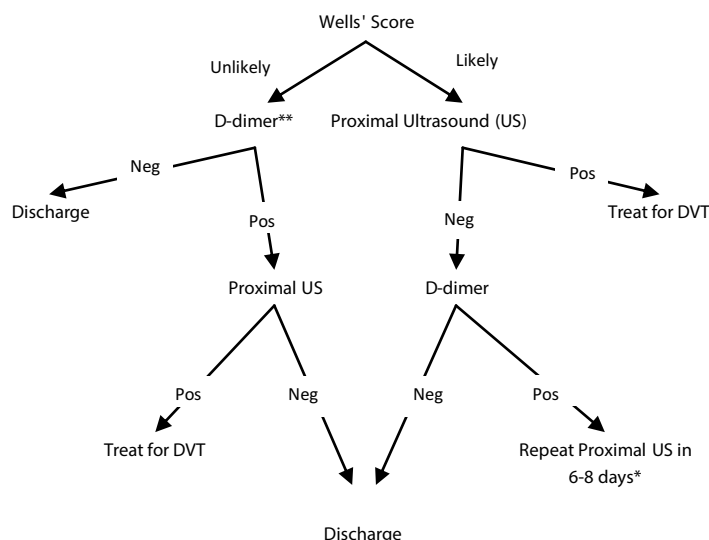 Wells' Score
Unlikely
Likely
D-dimer**
Proximal Ultrasound (US)
Neg
Pos
Discharge
Treat for DVT
Pos
Neg
Proximal US
D-dimer
Pos
Neg
Neg
Pos
Treat for DVT
Repeat Proximal US in
6-8 days*
Discharge